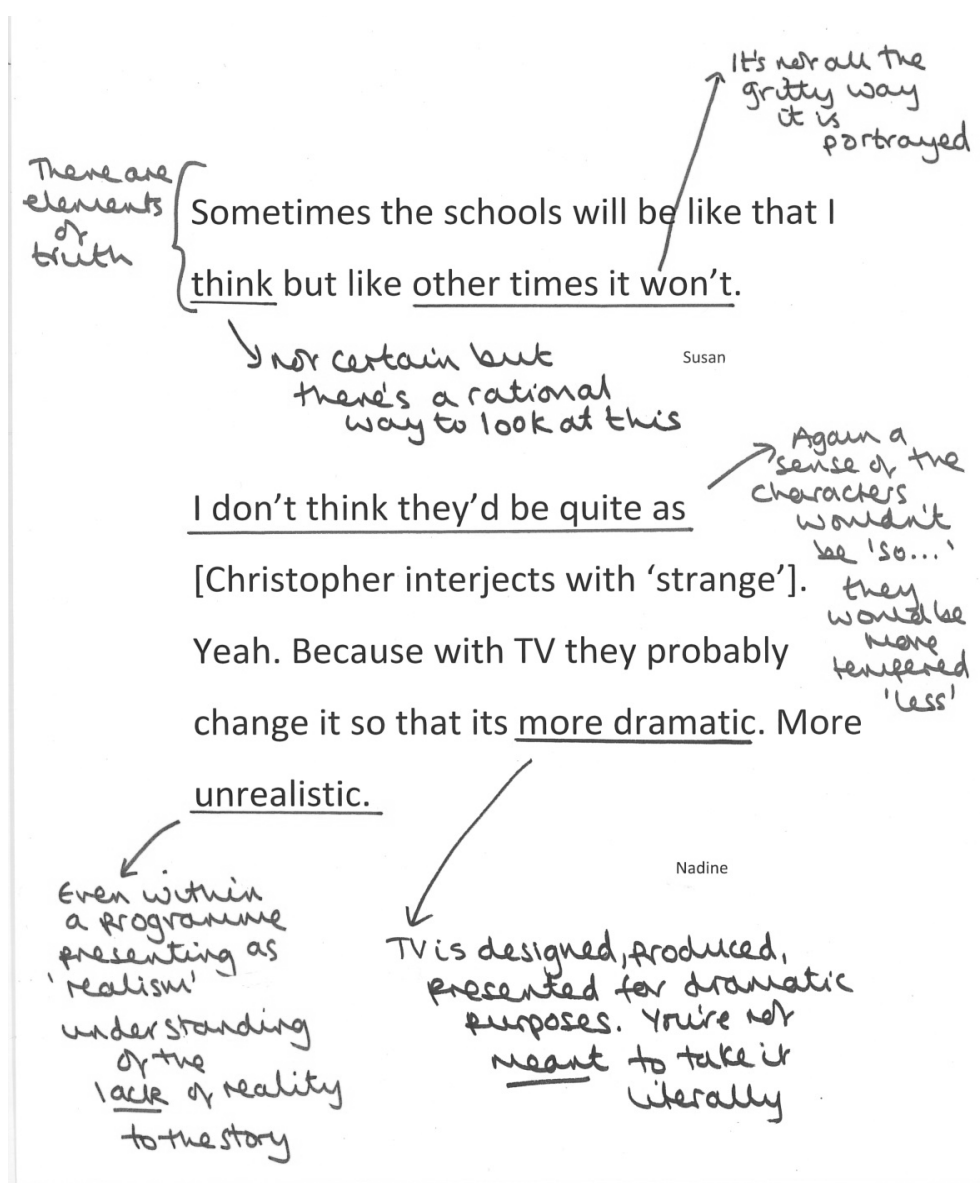 It's not all the
gritty way
it is
portrayed
There are
elements
of
truth
Sometimes the schools will be like that I
think but like other times it won't.
Susan
not certain but
there's a rational
way to look at this
Again a
sense of the
characters
wouldn't
be 'so...'
they
would be
more
tempered
'less'
I don't think they'd be quite as
[Christopher interjects with 'strange'].
Yeah. Because with TV they probably
change it so that its more dramatic. More
unrealistic.
Nadine
Even within
a programme
presenting as
'realism'
understanding
of the
lack of reality
to the story
TV is designed, produced,
presented for dramatic
purposes. You're not
meant to take it
literally